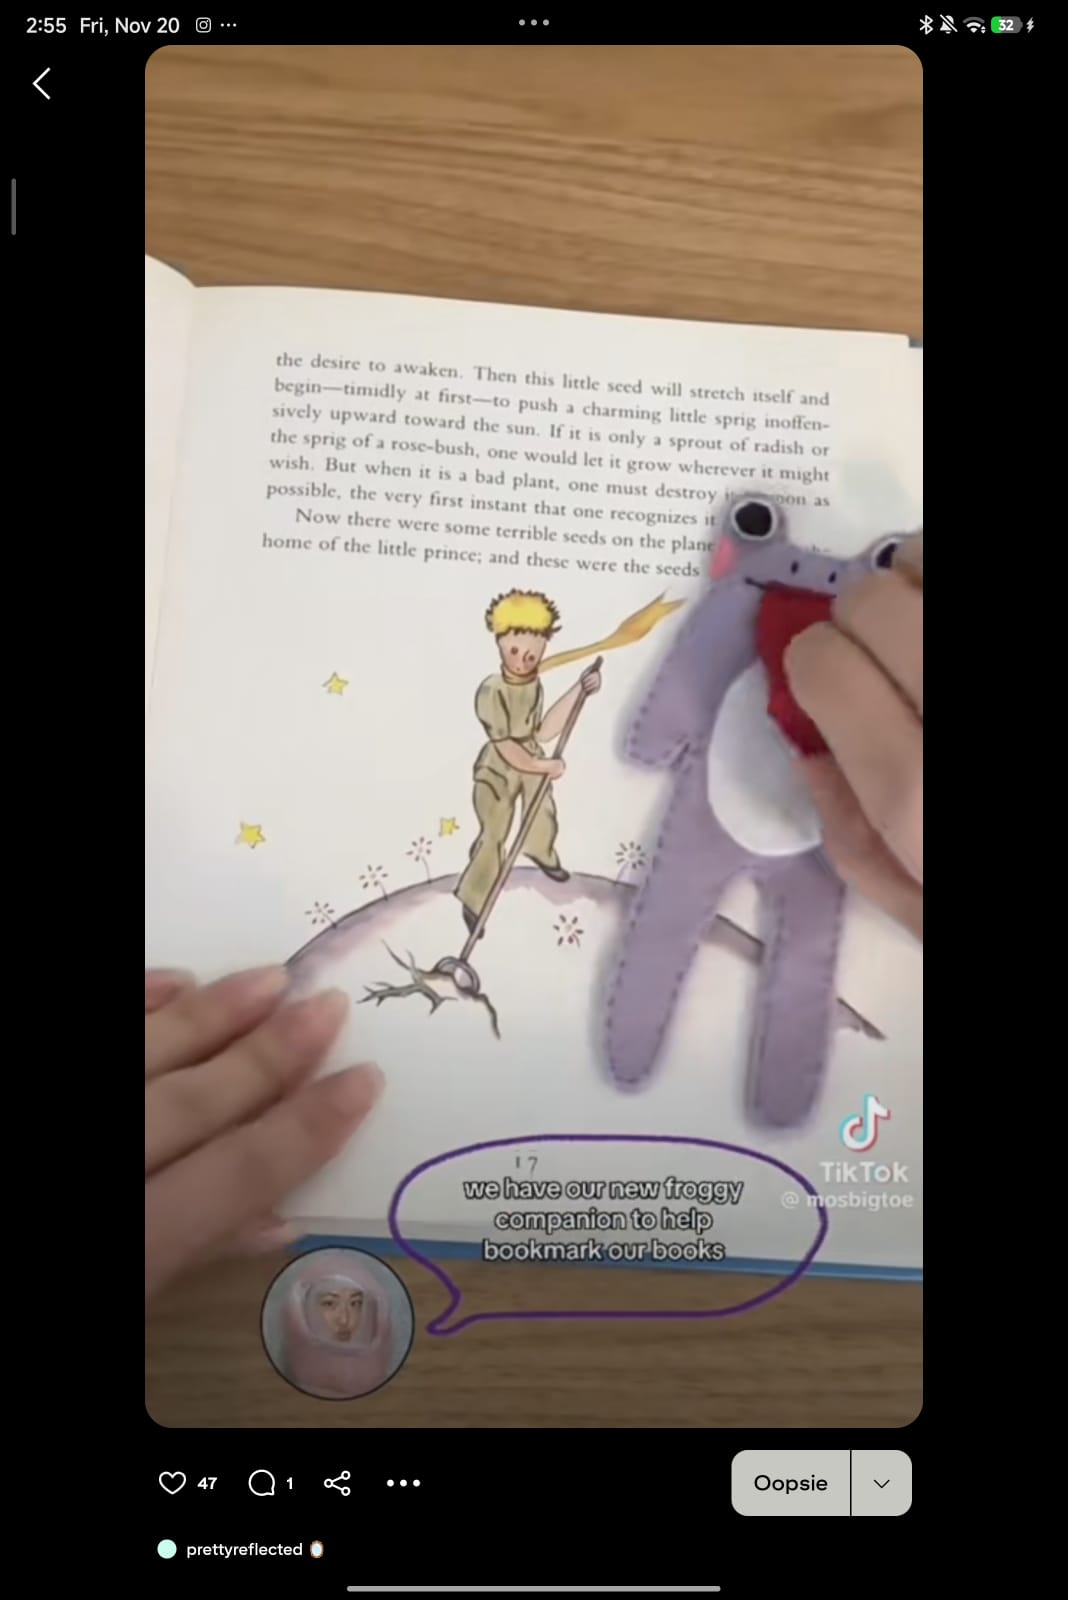 2:55 Fri, Nov 20
32
the desire to awaken. Then this little seed will stretch itself and
begin—timidly at first—to push a charming little sprig inoffen-
sively upward toward the sun. If it is only a sprout of radish or
the sprig of a rose-bush, one would let it grow wherever it might
wish. But when it is a bad plant, one must destroy as
possible, the very first instant that one recognizes it
Now there were some terrible seeds on the
home of the little prince; and these were the seeds
17
we have our new froggy
companion to help
bookmark our books
TikTok
@mosbigtoe
47
1
Oopsie
prettyreflected